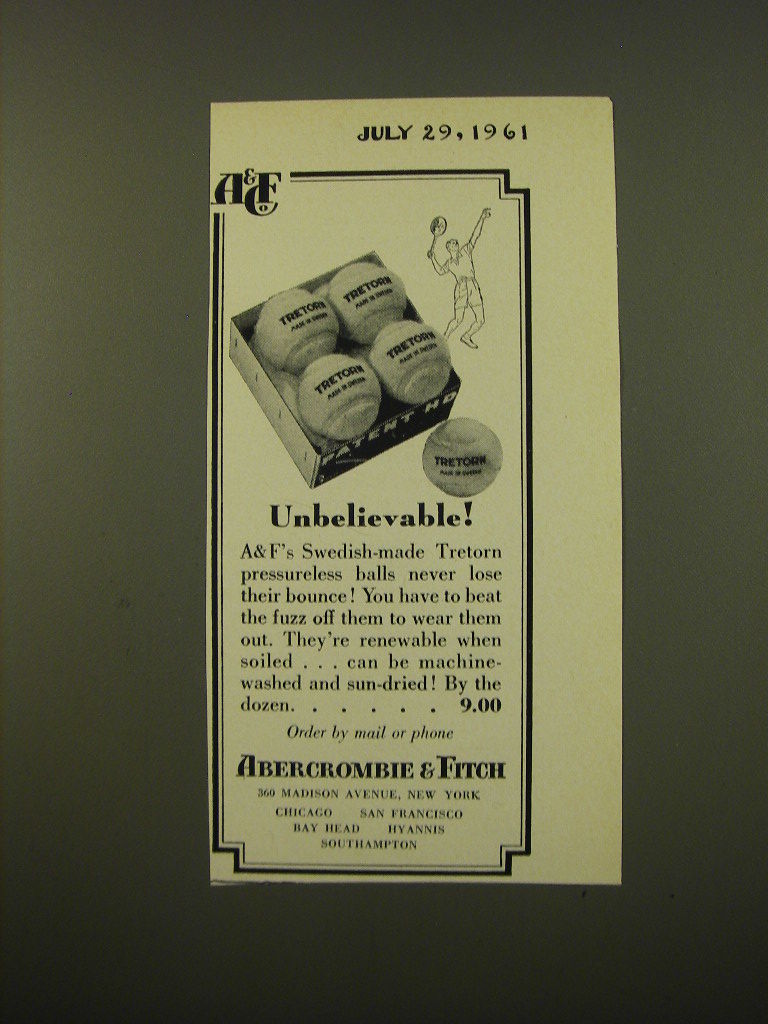 JULY 29, 1961
A&F Co
TRETORN
MADE IN SWEDEN
TRETORN
MADE IN SWEDEN
TRETORN
MADE IN SWEDEN
TRETORN
MADE IN SWEDEN
PATENT NO
TRETORN
MADE IN SWEDEN
Unbelievable!
A&F's Swedish-made Tretorn
pressureless balls never lose
their bounce! You have to beat
the fuzz off them to wear them
out. They're renewable when
soiled . . . can be machine-
washed and sun-dried! By the
dozen. . . . . . . 9.00
Order by mail or phone
ABERCROMBIE & FITCH
360 MADISON AVENUE, NEW YORK
CHICAGO SAN FRANCISCO
BAY HEAD HYANNIS
SOUTHAMPTON